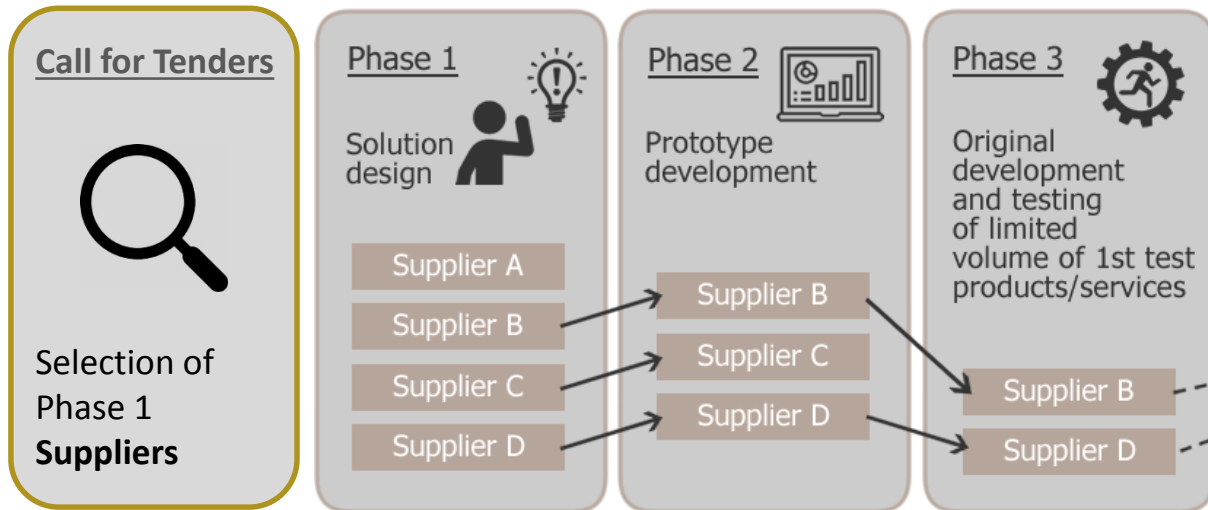 Call for Tenders
Selection of
Phase 1
Suppliers
Phase 1
Solution
design
Supplier A
Supplier B
Supplier C
Supplier D
Phase 2
Prototype
development
Supplier B
Supplier C
Supplier D
Phase 3
Original
development
and testing
of limited
volume of 1st test
products/services
Supplier B
Supplier D